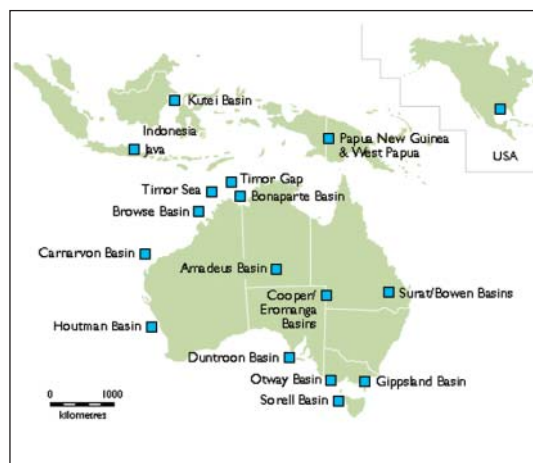 Kutei Basin
Indonesia
Java
Papua New Guinea
& West Papua
USA
Timor Gap
Timor Sea
Bonaparte Basin
Browse Basin
Carnarvon Basin
Amadeus Basin
Cooper/
Eromanga
Basins
Surat/Bowen Basins
Houtman Basin
Duntroon Basin
Otway Basin
Gippsland Basin
Sorell Basin
0 1000
kilometres